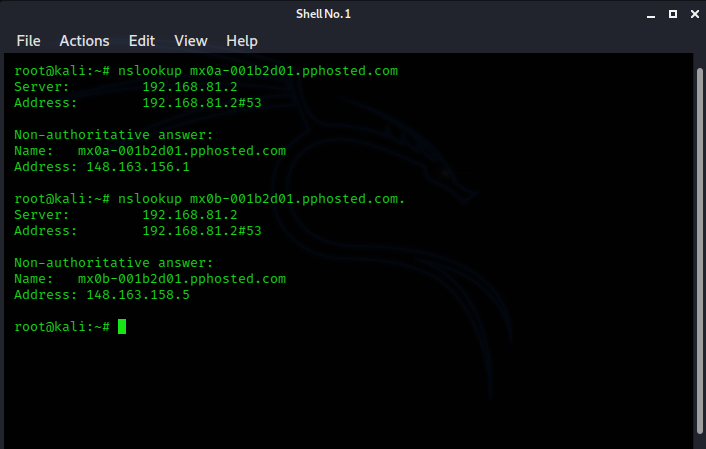 Shell No.1
File Actions Edit View Help
root@kali:~# nslookup mx0a-001b2d01.pphosted.com
Server: 192.168.81.2
Address: 192.168.81.2#53
Non-authoritative answer:
Name: mx0a-001b2d01.pphosted.com
Address: 148.163.156.1
root@kali:~# nslookup mx0b-001b2d01.pphosted.com.
Server: 192.168.81.2
Address: 192.168.81.2#53
Non-authoritative answer:
Name: mx0b-001b2d01.pphosted.com
Address: 148.163.158.5
root@kali:~#